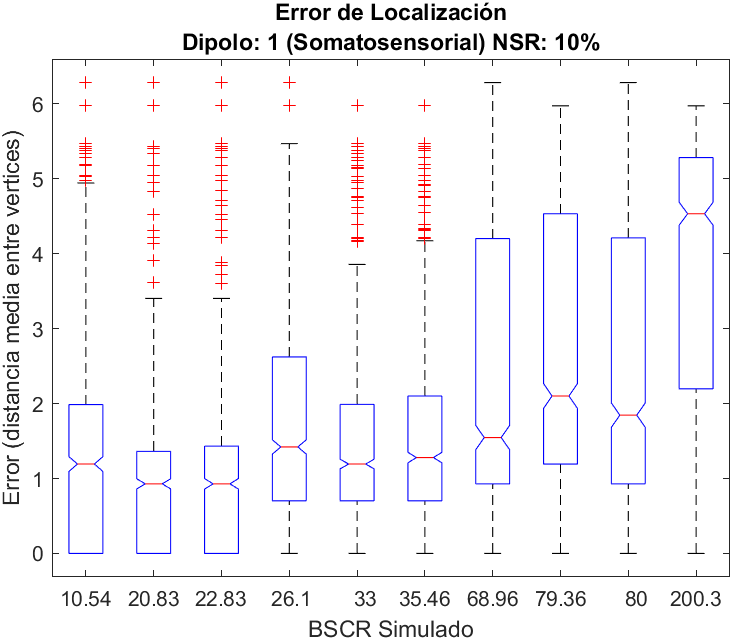 Error de Localización
Dipolo: 1 (Somatosensorial) NSR: 10%
Error (distancia media entre vertices)
6
5
4
3
2
1
0
10.54 20.83 22.83 26.1 33 35.46 68.96 79.36 80 200.3
BSCR Simulado